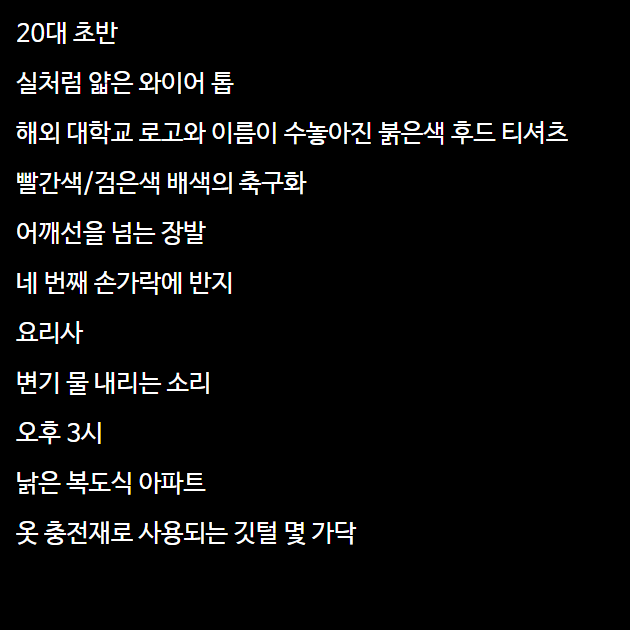 20대 초반
실처럼 얇은 와이어 톱
해외 대학교 로고와 이름이 수놓아진 붉은색 후드 티셔츠
빨간색/검은색 배색의 축구화
어깨선을 넘는 장발
네 번째 손가락에 반지
요리사
변기 물 내리는 소리
오후 3시
낡은 복도식 아파트
옷 충전재로 사용되는 깃털 몇 가닥